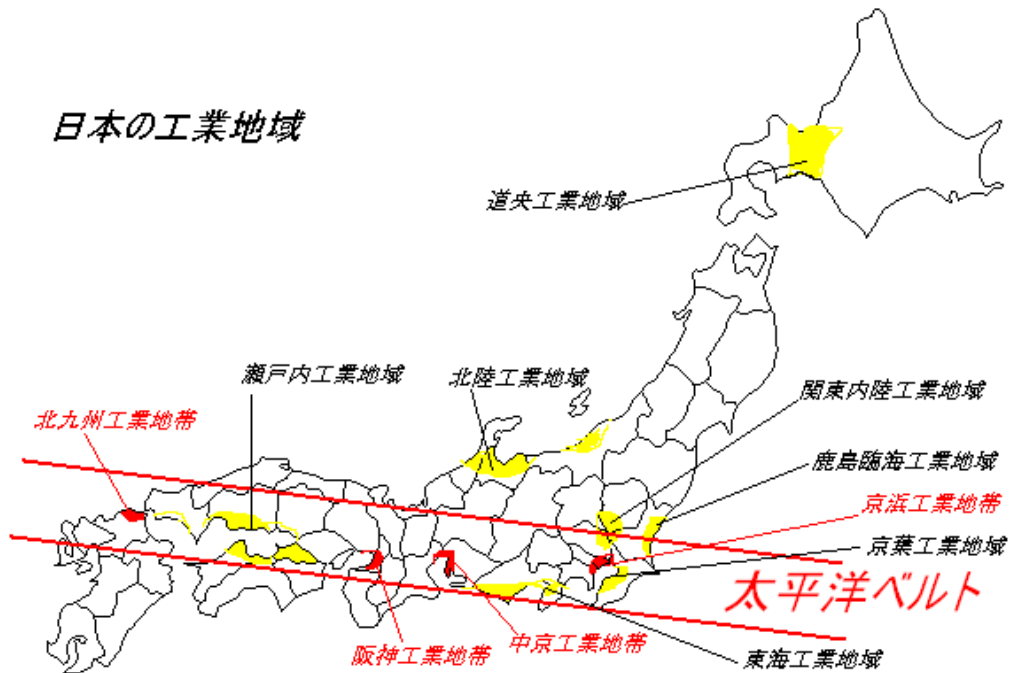 日本の工業地域
道央工業地域
瀬戸内工業地域
北陸工業地域
関東内陸工業地域
北九州工業地帯
鹿島臨海工業地域
京浜工業地帯
京葉工業地域
太平洋ベルト
阪神工業地帯
中京工業地帯
東海工業地域